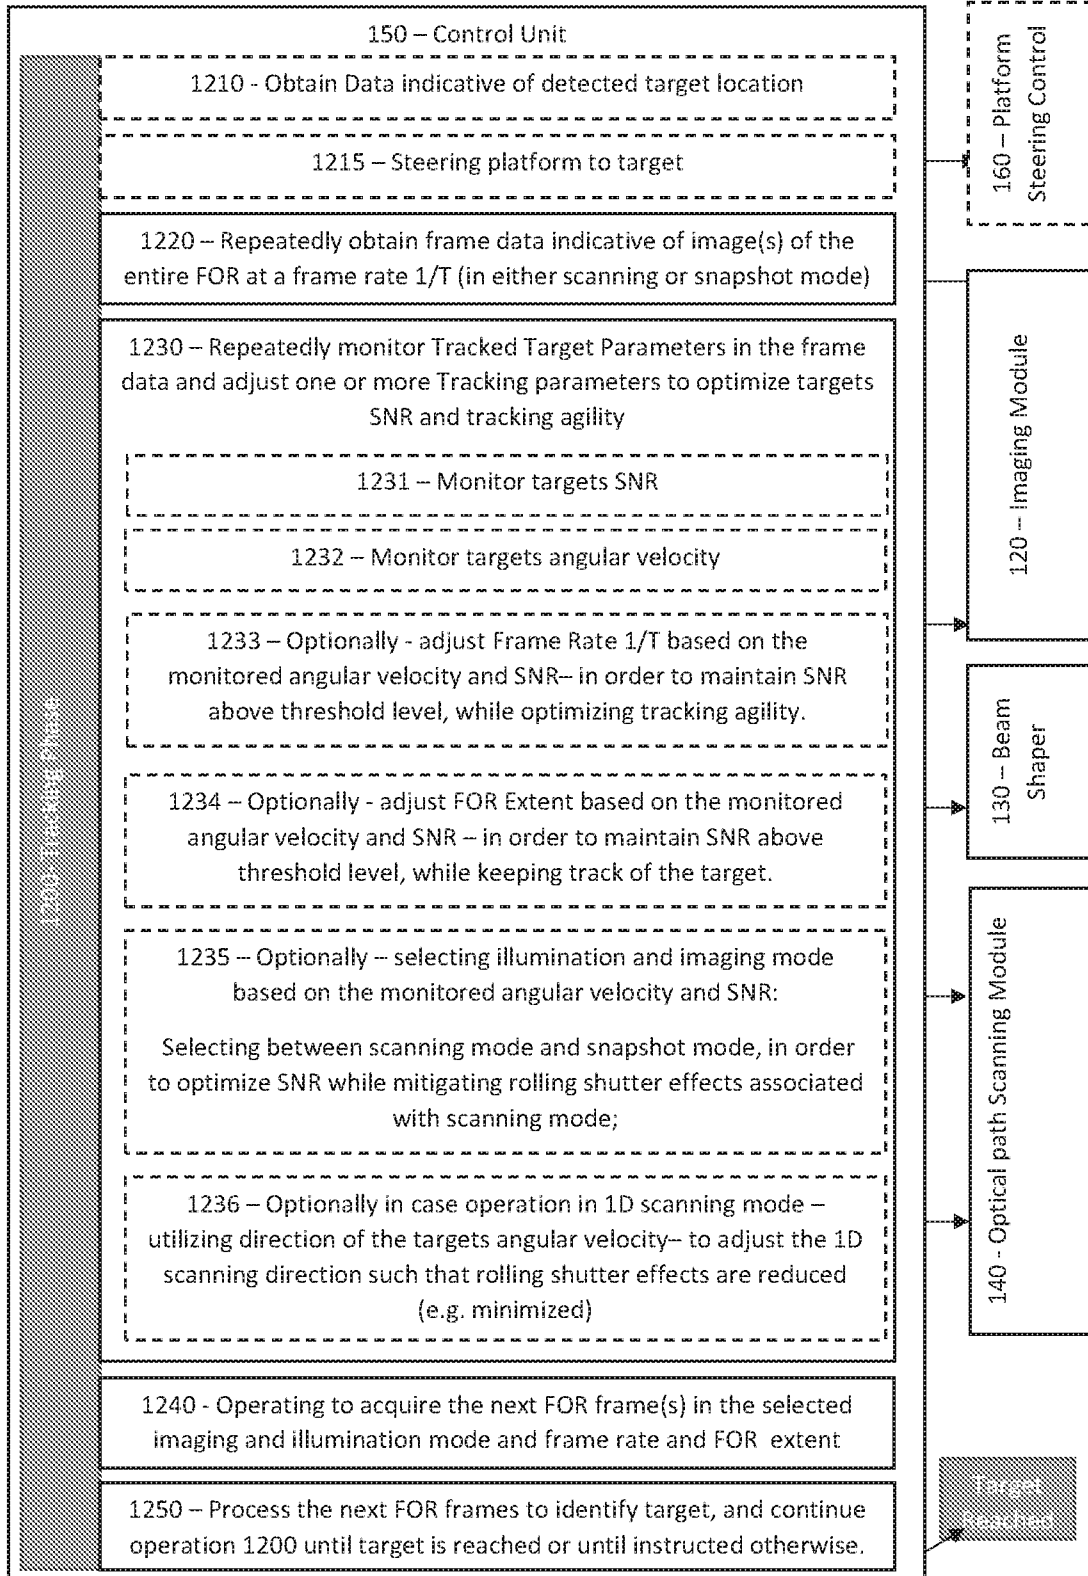 150 – Control Unit
1210 - Obtain Data indicative of detected target location
1215 – Steering platform to target
1220 – Repeatedly obtain frame data indicative of image(s) of the
entire FOR at a frame rate 1/T (in either scanning or snapshot mode)
1230 – Repeatedly monitor Tracked Target Parameters in the frame
data and adjust one or more Tracking parameters to optimize targets
SNR and tracking agility
1231 – Monitor targets SNR
1232 – Monitor targets angular velocity
1233 – Optionally - adjust Frame Rate 1/T based on the
monitored angular velocity and SNR– in order to maintain SNR
above threshold level, while optimizing tracking agility.
1234 – Optionally - adjust FOR Extent based on the monitored
angular velocity and SNR – in order to maintain SNR above
threshold level, while keeping track of the target.
1235 – Optionally – selecting illumination and imaging mode
based on the monitored angular velocity and SNR:
Selecting between scanning mode and snapshot mode, in order
to optimize SNR while mitigating rolling shutter effects associated
with scanning mode;
1236 – Optionally in case operation in 1D scanning mode –
utilizing direction of the targets angular velocity– to adjust the 1D
scanning direction such that rolling shutter effects are reduced
(e.g. minimized)
1240 - Operating to acquire the next FOR frame(s) in the selected
imaging and illumination mode and frame rate and FOR extent
1250 – Process the next FOR frames to identify target, and continue
operation 1200 until target is reached or until instructed otherwise.
1200 Tracking Phase
160 – Platform
Steering Control
120 – Imaging Module
130 – Beam
Shaper
140 - Optical path Scanning Module
Target
Reached